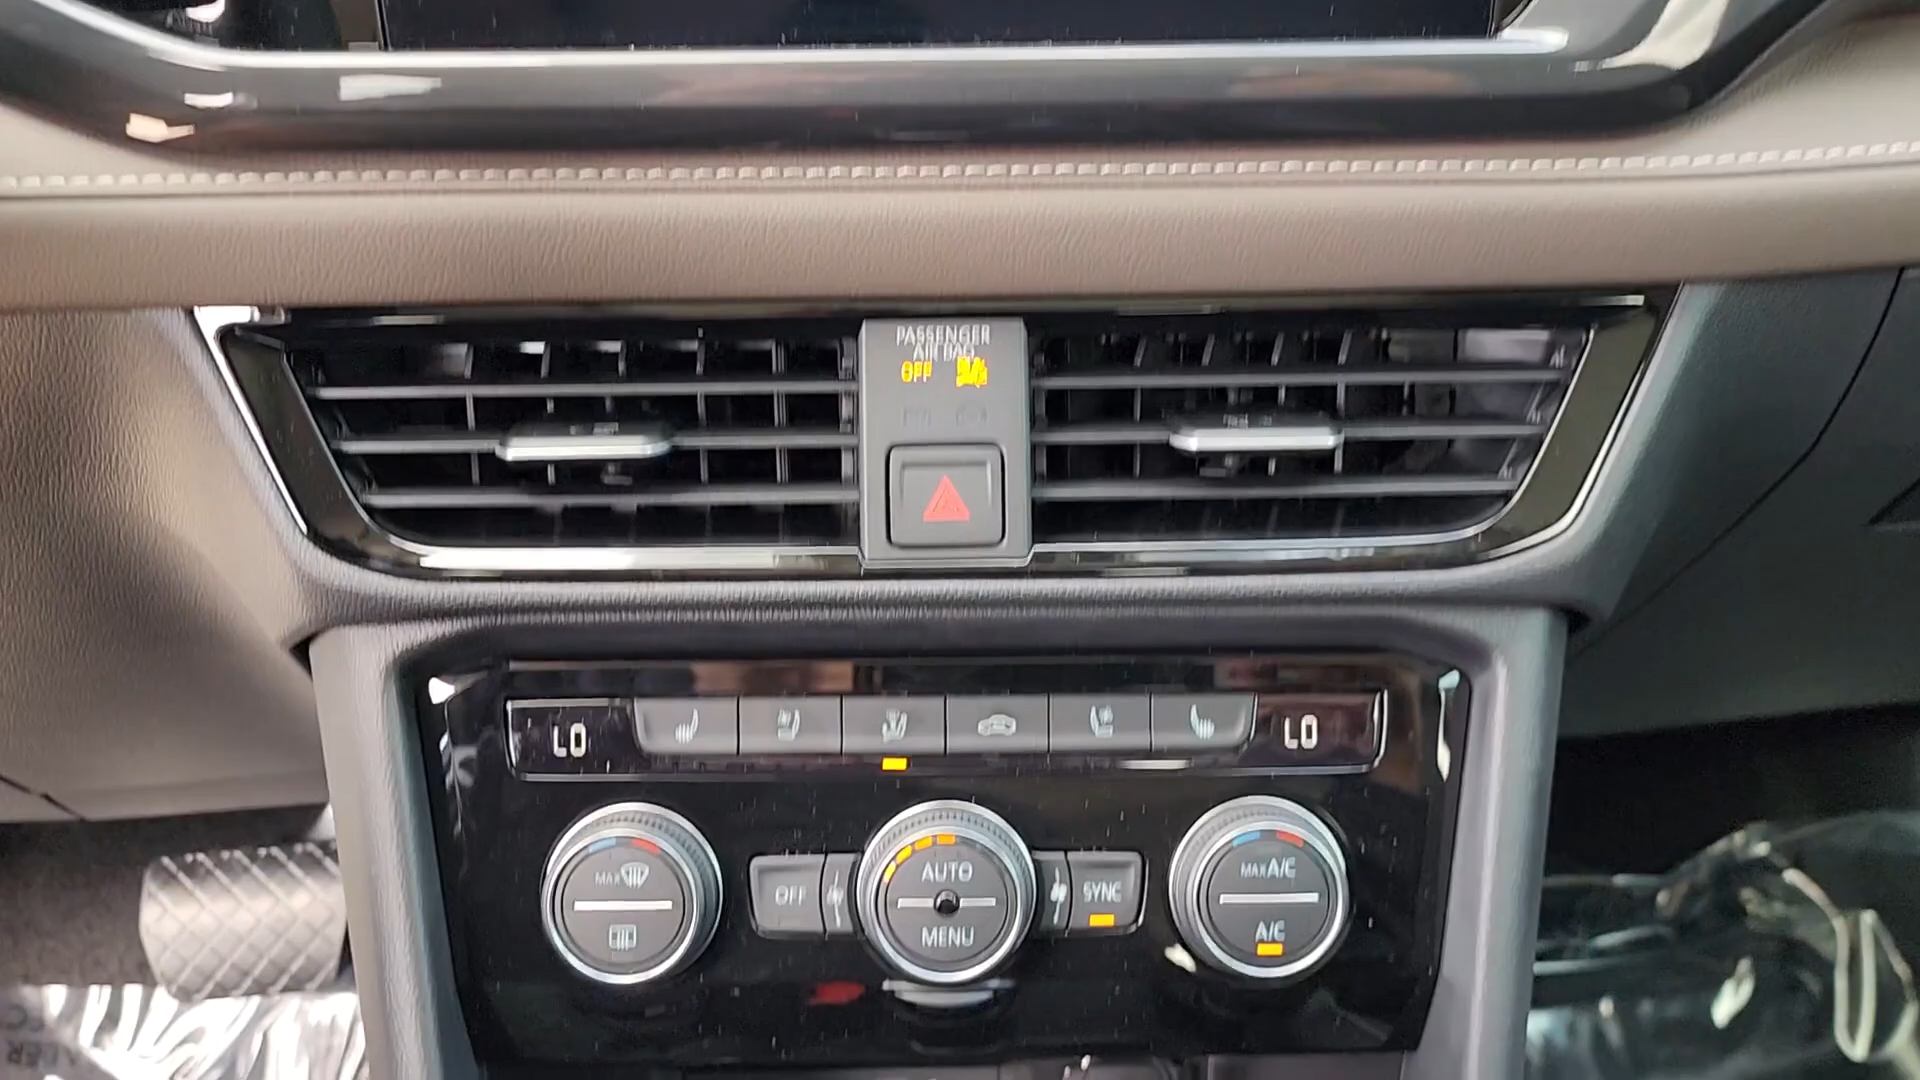 PASSENGER
AIR BAG
OFF
LO
LO
MAX
OFF
AUTO
MENU
SYNC
MAX A/C
A/C